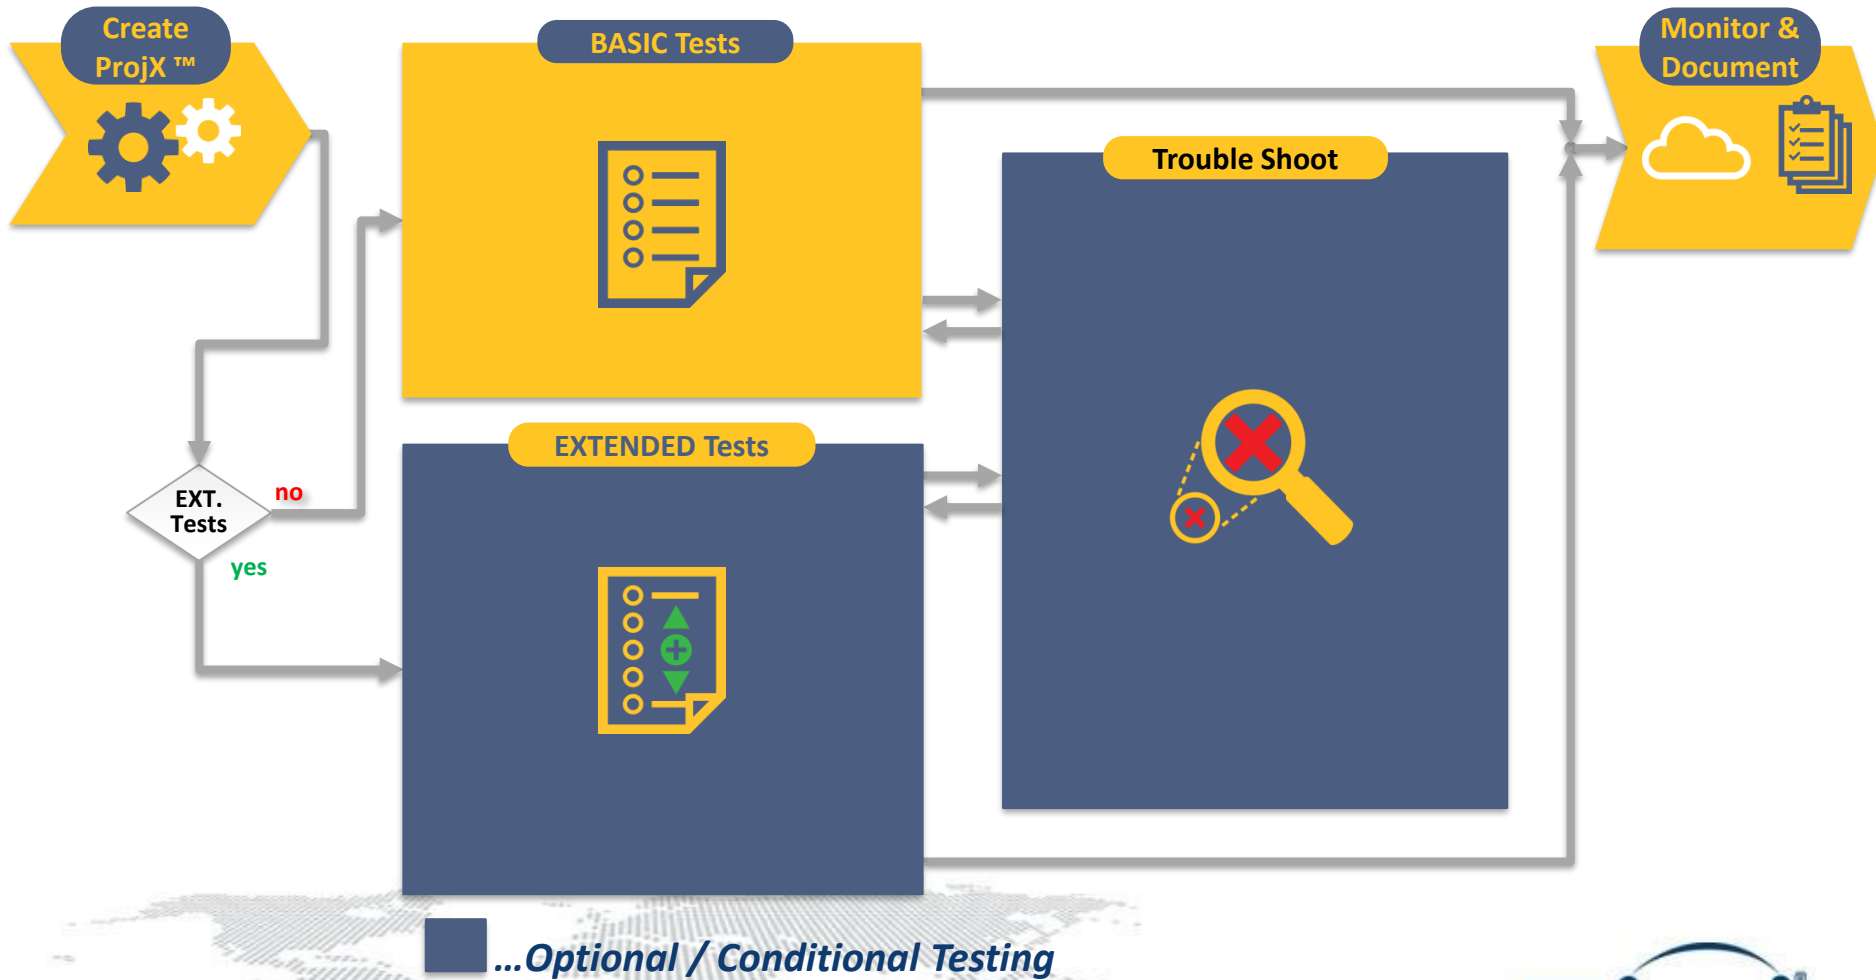 Create
ProjX ™
BASIC Tests
Monitor &
Document
Trouble Shoot
EXTENDED Tests
EXT.
Tests
no
yes
...Optional / Conditional Testing